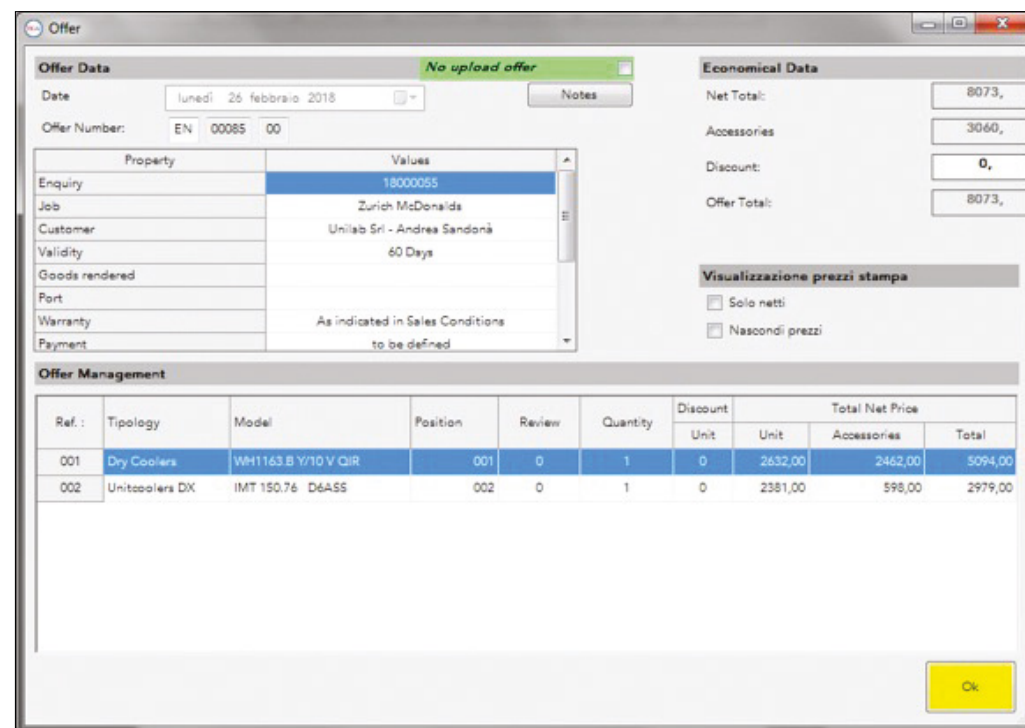 Offer
Offer Data
No upload offer
Date
lunedì 26 febbraio 2018
Notes
Offer Number:
EN 00085 00
Property Values
Enquiry 18000055
Job Zurich McDonalds
Customer Unilab Srl - Andrea Sandonà
Validity 60 Days
Goods rendered
Port
Warranty As indicated in Sales Conditions
Payment to be defined
Economical Data
Net Total: 8073,
Accessories 3060,
Discount: 0,
Offer Total: 8073,
Visualizzazione prezzi stampa
Solo netti
Nascondi prezzi
Offer Management
Ref. : Tipology Model Position Review Quantity Discount Total Net Price
Unit Unit Accessories Total
001 Dry Coolers WH1163.B Y/10 V QIR 001 0 1 0 2632,00 2462,00 5094,00
002 Unitcoolers DX IMT 150.76 D6ASS 002 0 1 0 2381,00 598,00 2979,00
Ok